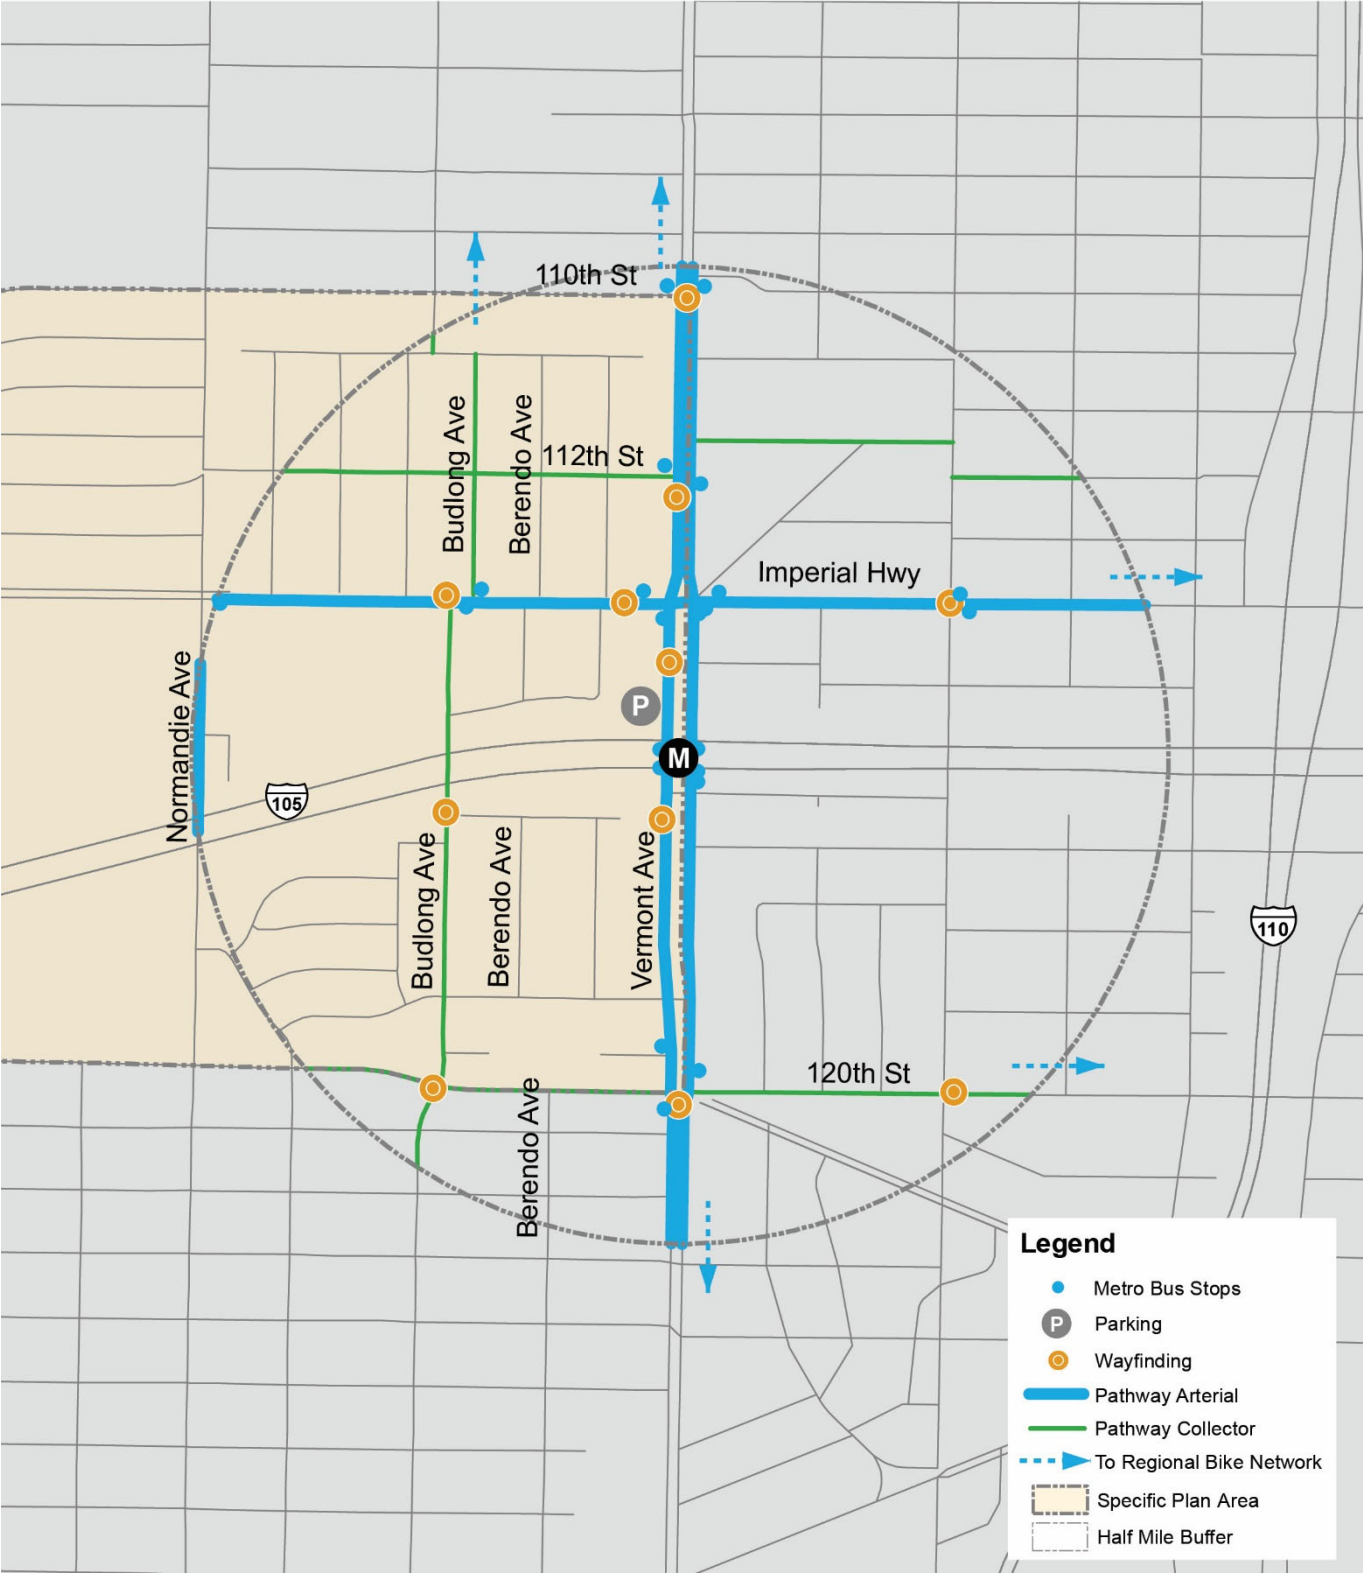 110th St
Budlong Ave
Berendo Ave
112th St
Imperial Hwy
Normandie Ave
P
M
105
Budlong Ave
Berendo Ave
Vermont Ave
110
120th St
Berendo Ave
Legend
Metro Bus Stops
P Parking
Wayfinding
Pathway Arterial
Pathway Collector
To Regional Bike Network
Specific Plan Area
Half Mile Buffer